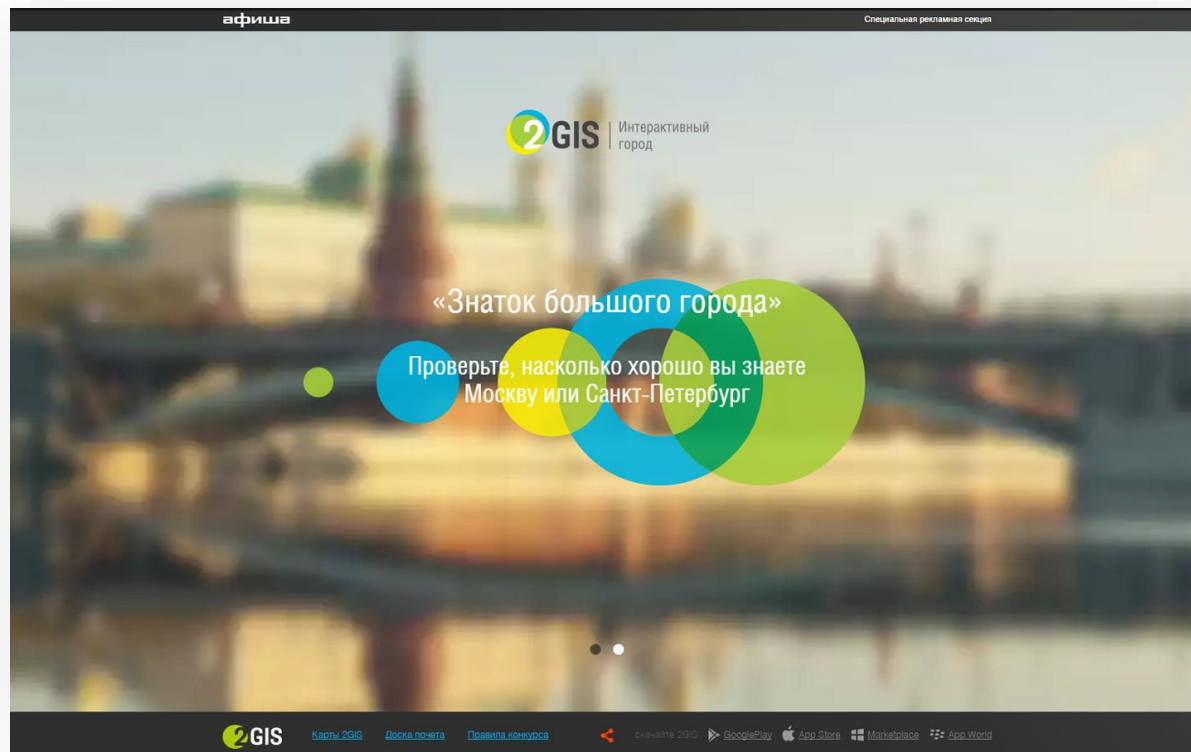 афиша
Специальная рекламная секция
2GIS
Интерактивный
город
«Знаток большого города»
Проверьте, насколько хорошо вы знаете
Москву или Санкт-Петербург
2GIS
Карты 2GIS
Доска почета
Правила конкурса
скачайте 2GIS
GooglePlay
App Store
Marketplace
App World